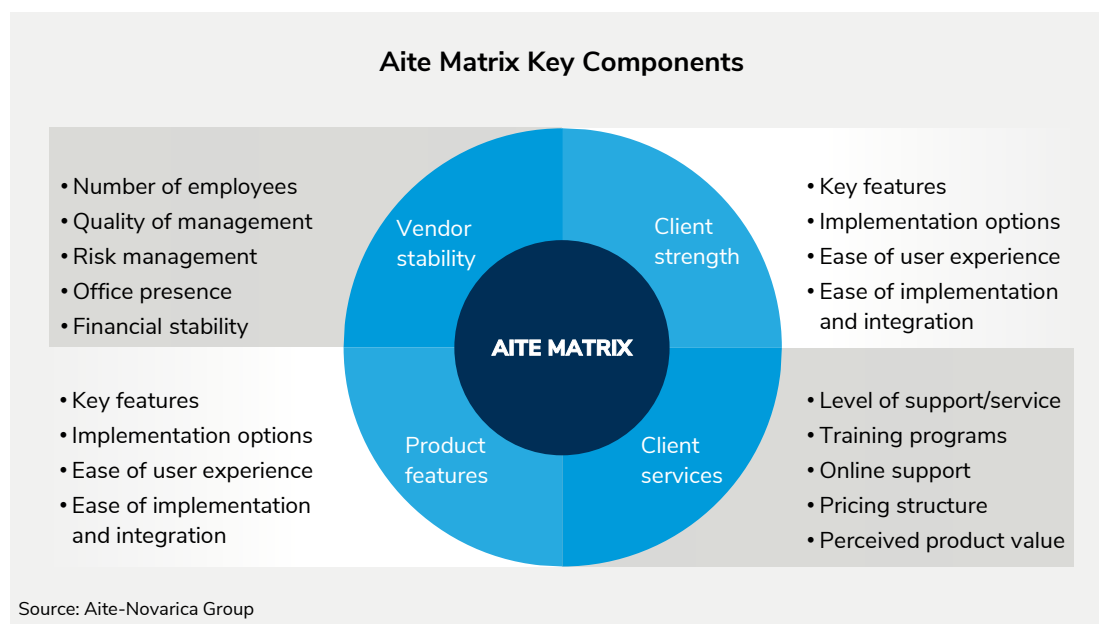 Aite Matrix Key Components
• Number of employees
• Quality of management
• Risk management
• Office presence
• Financial stability
Vendor
stability
Client
strength
• Key features
• Implementation options
• Ease of user experience
• Ease of implementation
and integration
AITE MATRIX
• Key features
• Implementation options
• Ease of user experience
• Ease of implementation
and integration
Product
features
Client
services
• Level of support/service
• Training programs
• Online support
• Pricing structure
• Perceived product value
Source: Aite-Novarica Group